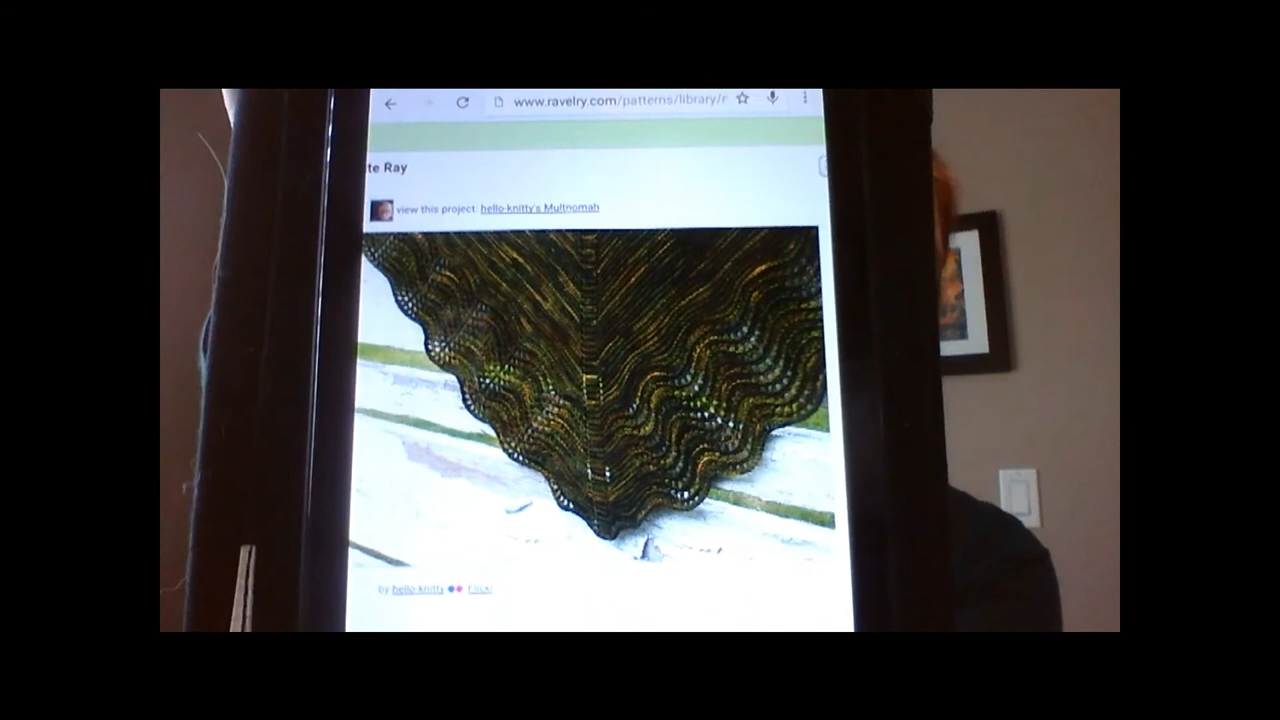 www.ravelry.com/patterns/library/r
te Ray
view this project: hello-knitty's Multnomah
by hello-knitty Flickr